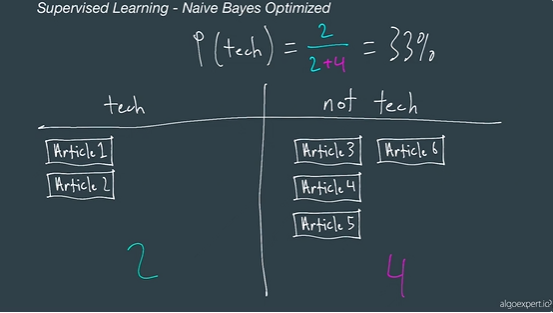 Supervised Learning - Naive Bayes Optimized
P(tech) = 2/(2+4) = 33%
tech
not tech
Article 1
Article 2
Article 3
Article 6
Article 4
Article 5
2
4
algoexpert.io